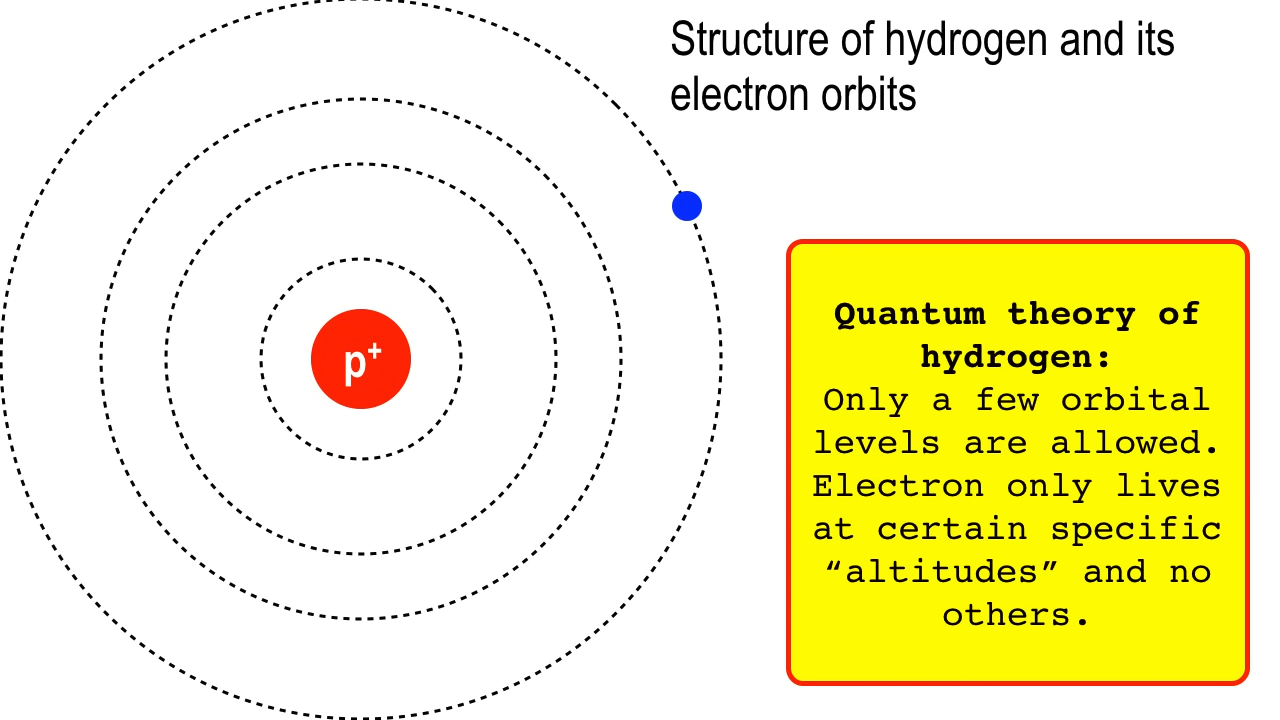 Structure of hydrogen and its
electron orbits
p⁺
Quantum theory of
hydrogen:
Only a few orbital
levels are allowed.
Electron only lives
at certain specific
“altitudes” and no
others.